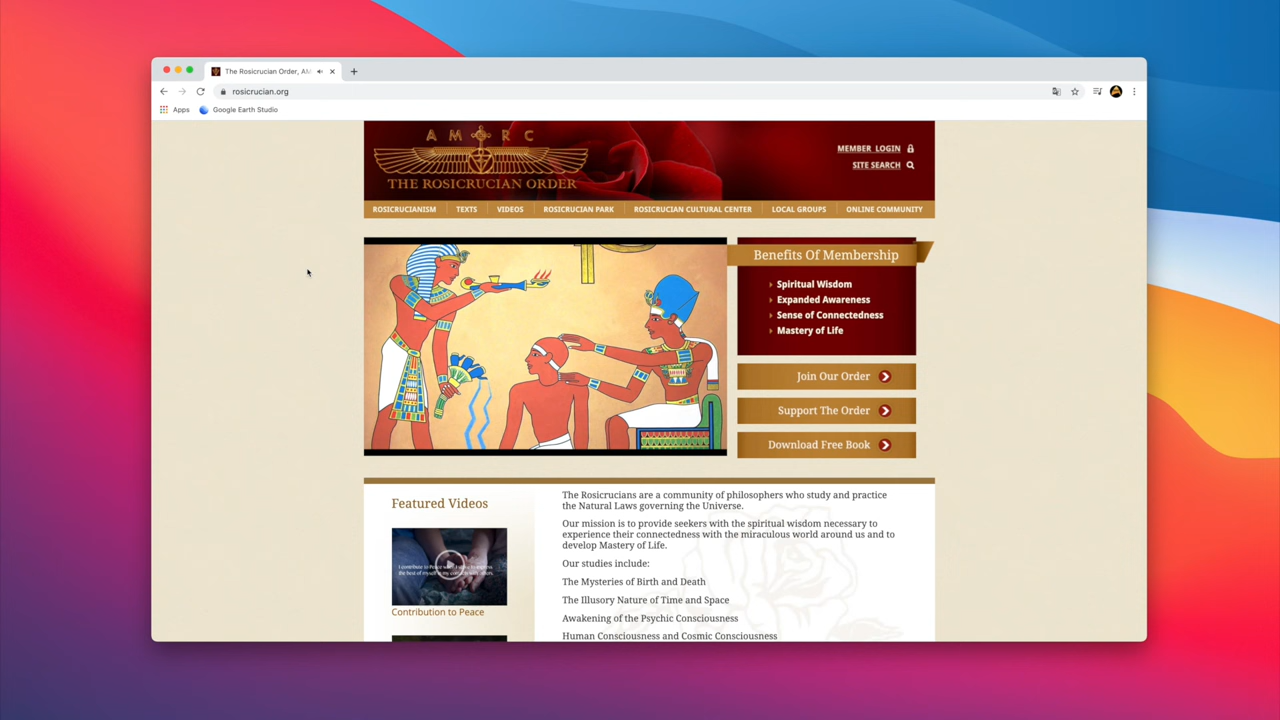 The Rosicrucian Order, AM
rosicrucian.org
Apps
Google Earth Studio
AMORC
THE ROSICRUCIAN ORDER
MEMBER LOGIN
SITE SEARCH
ROSICRUCIANISM TEXTS VIDEOS ROSICRUCIAN PARK ROSICRUCIAN CULTURAL CENTER LOCAL GROUPS ONLINE COMMUNITY
Benefits Of Membership
Spiritual Wisdom
Expanded Awareness
Sense of Connectedness
Mastery of Life
Join Our Order
Support The Order
Download Free Book
Featured Videos
Contribution to Peace
The Rosicrucians are a community of philosophers who study and practice
the Natural Laws governing the Universe.
Our mission is to provide seekers with the spiritual wisdom necessary to
experience their connectedness with the miraculous world around us and to
develop Mastery of Life.
Our studies include:
The Mysteries of Birth and Death
The Illusory Nature of Time and Space
Awakening of the Psychic Consciousness
Human Consciousness and Cosmic Consciousness